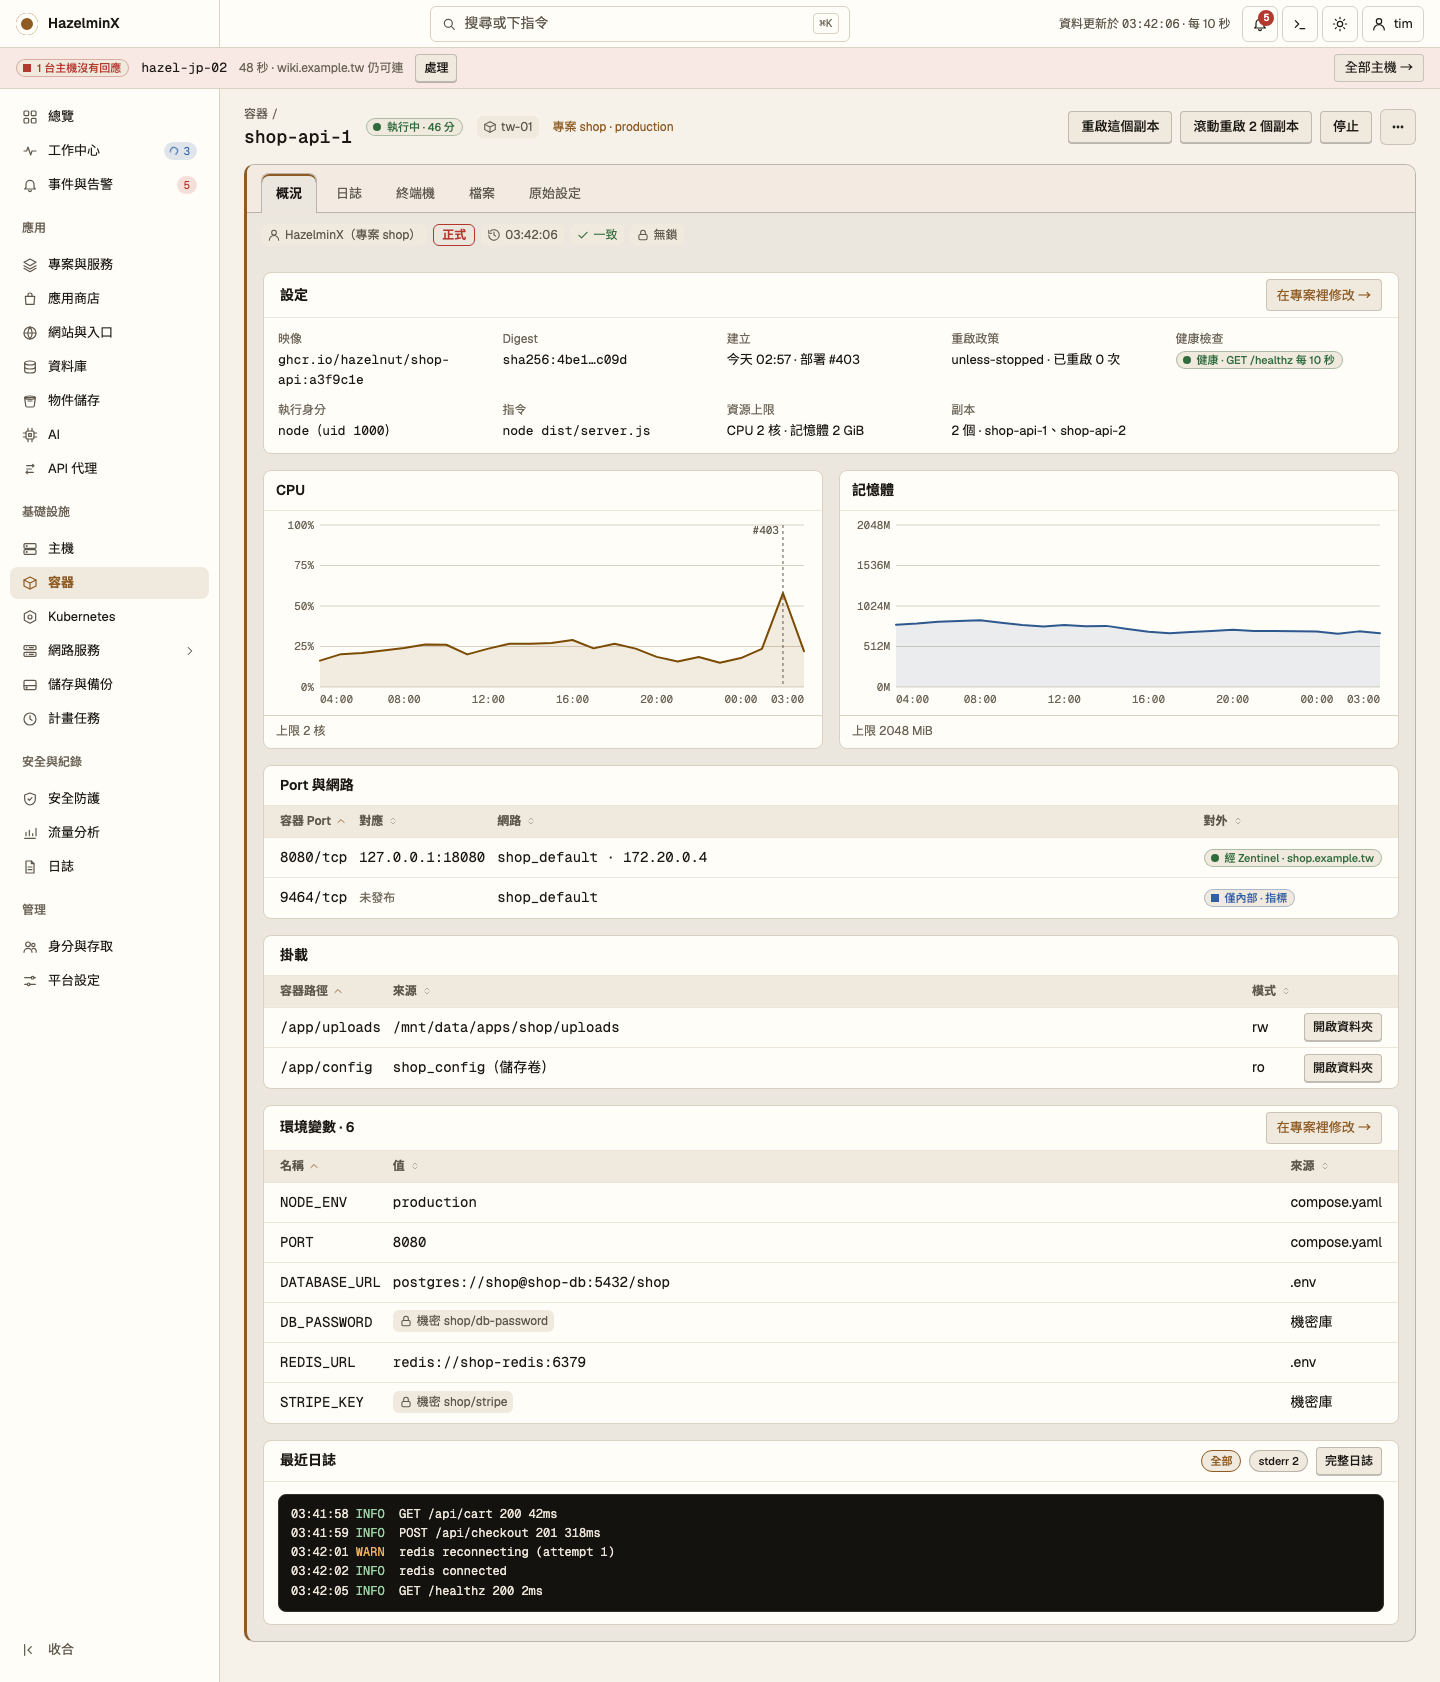 HazelminX
搜尋或下指令
⌘K
資料更新於 03:42:06 · 每 10 秒
5
tim
1 台主機沒有回應
hazel-jp-02
48 秒 · wiki.example.tw 仍可連
處理
全部主機 →
總覽
工作中心
3
事件與告警
5
應用
專案與服務
應用商店
網站與入口
資料庫
物件儲存
AI
API 代理
基礎設施
主機
容器
Kubernetes
網路服務
儲存與備份
計畫任務
安全與紀錄
安全防護
流量分析
日誌
管理
身分與存取
平台設定
收合
容器 /
shop-api-1
執行中 · 46 分
tw-01
專案 shop · production
重啟這個副本
滾動重啟 2 個副本
停止
概況
日誌
終端機
檔案
原始設定
HazelminX（專案 shop）
正式
03:42:06
一致
無鎖
設定
在專案裡修改 →
映像
ghcr.io/hazelnut/shop-
api:a3f9c1e
Digest
sha256:4be1…c09d
建立
今天 02:57 · 部署 #403
重啟政策
unless-stopped · 已重啟 0 次
健康檢查
健康 · GET /healthz 每 10 秒
執行身分
node (uid 1000)
指令
node dist/server.js
資源上限
CPU 2 核 · 記憶體 2 GiB
副本
2 個 · shop-api-1、shop-api-2
CPU
100%
75%
50%
25%
0%
#403
04:00 08:00 12:00 16:00 20:00 00:00 03:00
上限 2 核
記憶體
2048M
1536M
1024M
512M
0M
04:00 08:00 12:00 16:00 20:00 00:00 03:00
上限 2048 MiB
Port 與網路
容器 Port 對應 網路 對外
8080/tcp 127.0.0.1:18080 shop_default · 172.20.0.4 經 Zentinel · shop.example.tw
9464/tcp 未發布 shop_default 僅內部 · 指標
掛載
容器路徑 來源 模式
/app/uploads /mnt/data/apps/shop/uploads rw 開啟資料夾
/app/config shop_config（儲存卷） ro 開啟資料夾
環境變數 · 6
在專案裡修改 →
名稱 值 來源
NODE_ENV production compose.yaml
PORT 8080 compose.yaml
DATABASE_URL postgres://shop@shop-db:5432/shop .env
DB_PASSWORD 機密 shop/db-password 機密庫
REDIS_URL redis://shop-redis:6379 .env
STRIPE_KEY 機密 shop/stripe 機密庫
最近日誌
全部
stderr 2
完整日誌
03:41:58 INFO GET /api/cart 200 42ms
03:41:59 INFO POST /api/checkout 201 318ms
03:42:01 WARN redis reconnecting (attempt 1)
03:42:02 INFO redis connected
03:42:05 INFO GET /healthz 200 2ms